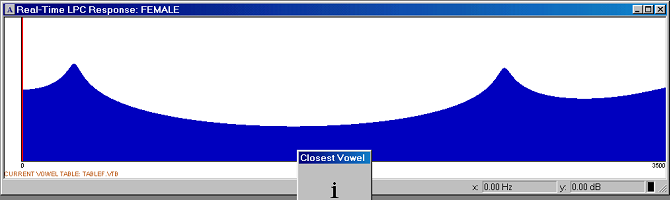 A Real-Time LPC Response: FEMALE
0 3500
CURRENT VOWEL TABLE: TABLEF.VTB
Closest Vowel
i
x: 0.00 Hz y: 0.00 dB